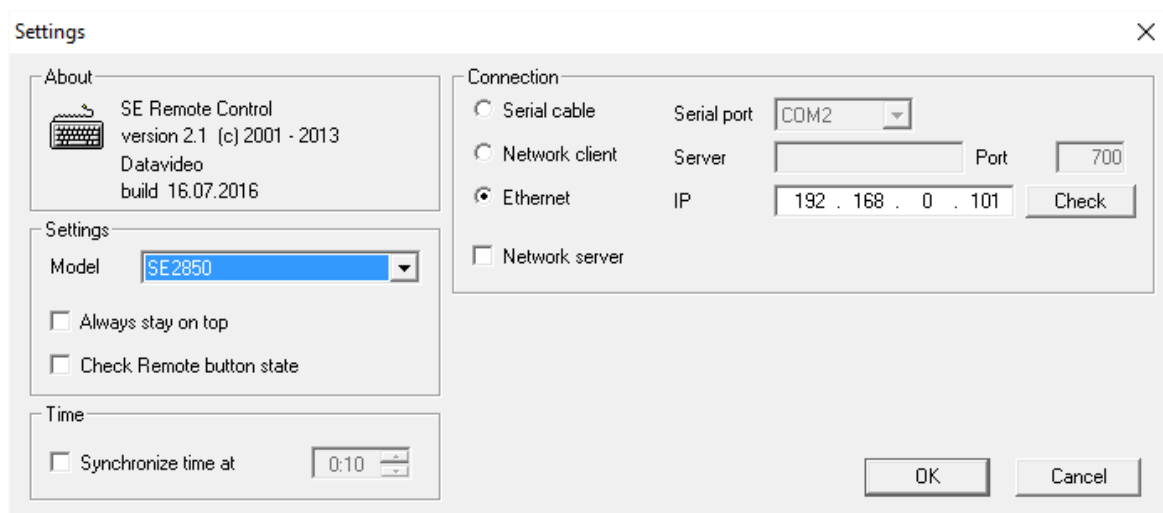 Settings
About
SE Remote Control
version 2.1 (c) 2001 - 2013
Datavideo
build 16.07.2016
Settings
Model SE2850
Always stay on top
Check Remote button state
Time
Synchronize time at 0:10
Connection
Serial cable Serial port COM2
Network client Server Port 700
Ethernet IP 192 . 168 . 0 . 101 Check
Network server
OK Cancel